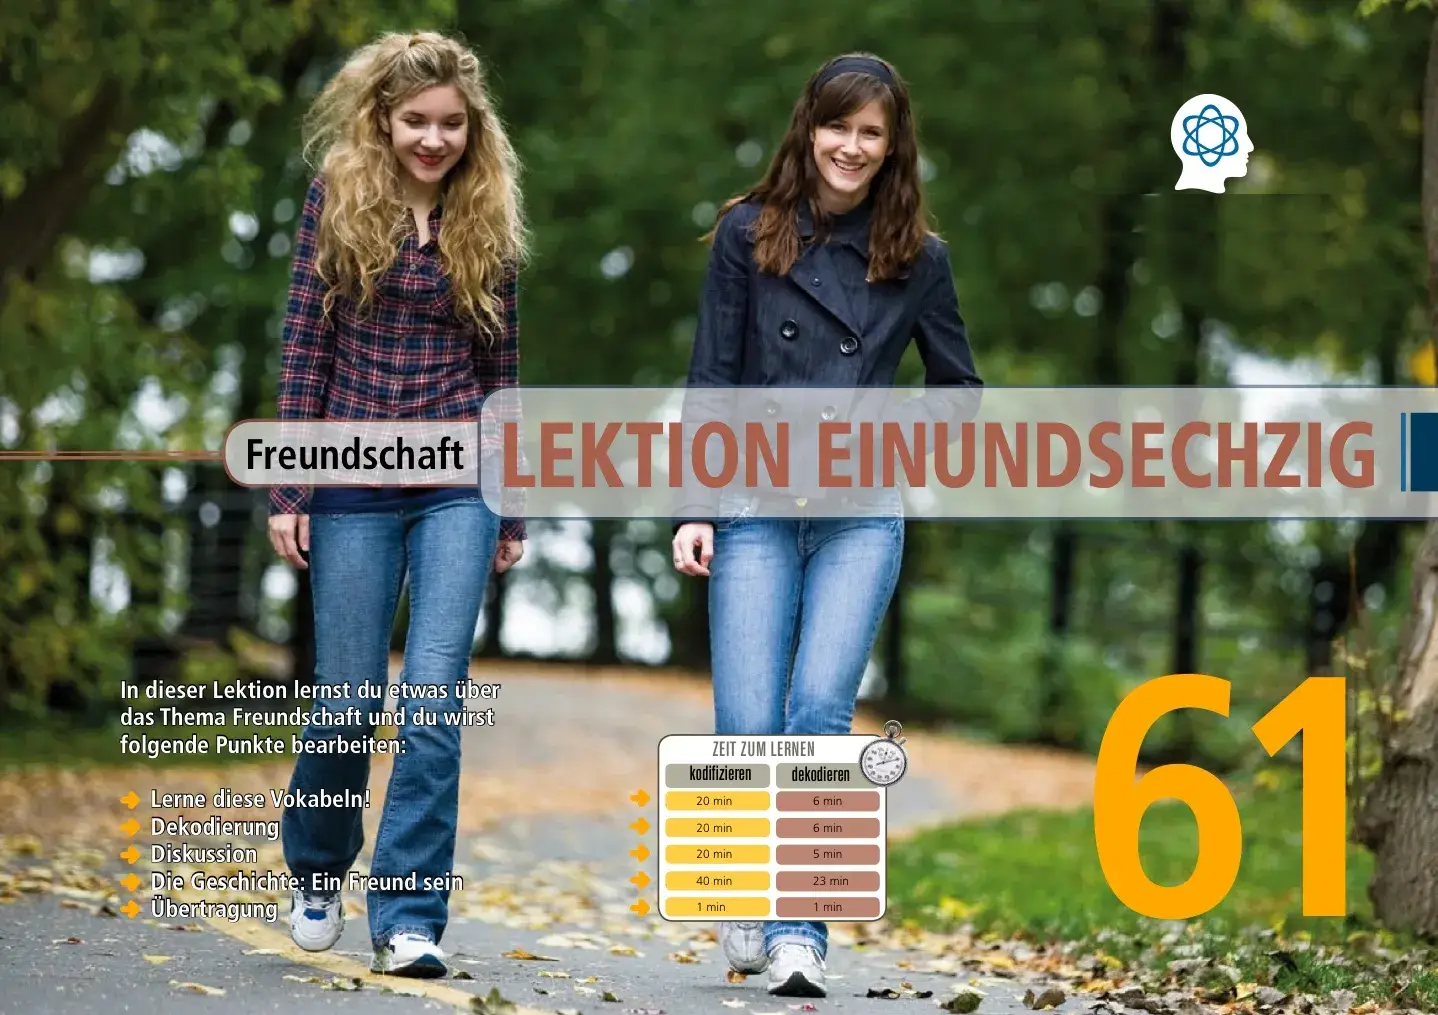 Freundschaft
LEKTION EINUNDSECHZIG
In dieser Lektion lernst du etwas über
das Thema Freundschaft und du wirst
folgende Punkte bearbeiten:
Lerne diese Vokabeln!
Dekodierung
Diskussion
Die Geschichte: Ein Freund sein
Übertragung
ZEIT ZUM LERNEN
kodifizieren dekodieren
20 min 6 min
20 min 6 min
20 min 5 min
40 min 23 min
1 min 1 min
61